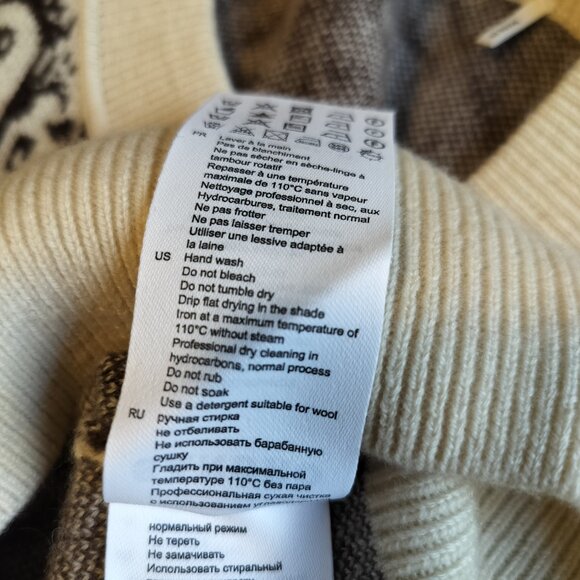 FR Laver à la main
Pas de blanchiment
Ne pas sécher en sèche-linge à
tambour rotatif
Repasser à une température
maximale de 110°C sans vapeur
Nettoyage professionnel à sec, aux
Hydrocarbures, traitement normal
Ne pas frotter
Ne pas laisser tremper
Utiliser une lessive adaptée à
la laine
US Hand wash
Do not bleach
Do not tumble dry
Drip flat drying in the shade
Iron at a maximum temperature of
110°C without steam
Professional dry cleaning in
hydrocarbons, normal process
Do not rub
Do not soak
Use a detergent suitable for wool
RU ручная стирка
не отбеливать
Не использовать барабанную
сушку
Гладить при максимальной
температуре 110°C без пара
Профессиональная сухая чистка
с использованием
нормальный режим
Не тереть
Не замачивать
Использовать стиральный